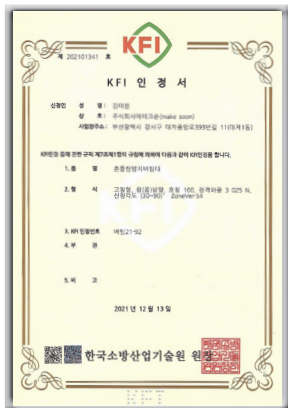 KFI
제 202101341 호
KFI 인정서
신청인 성 명 : 김미원
상 호 : 주식회사메이크순(make soon)
사업장주소 : 부산광역시 강서구 대저중앙로393번길 11(대저1동)
KFI인정 등에 관한 규칙 제7조제1항의 규정에 의하여 다음과 같이 KFI인정을 합니다.
1. 품 명 흔들림방지버팀대
2. 형 식 고정형, 횡 방향, 호칭 100, 정격하중 3 025 N,
선정각도 (30~90)° ZoneVer-S4
3. KFI 인정번호 버팀21-92
4. 부 관
5. 비 고
2021 년 12 월 13 일
한국소방산업기술원 원장
KFI